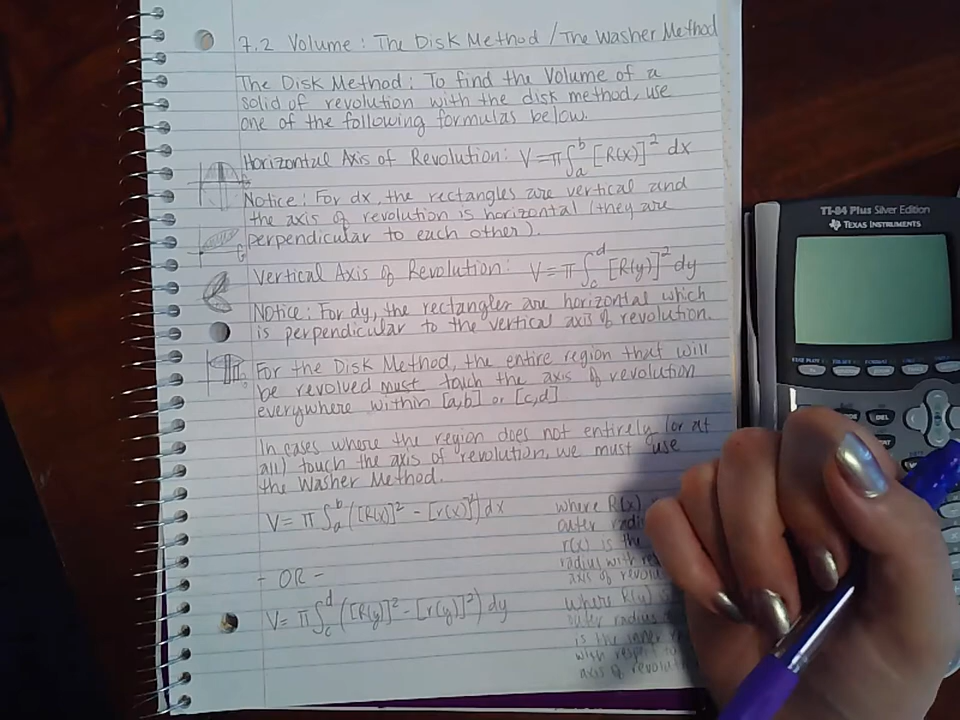 7.2 Volume: The Disk Method / The Washer Method
The Disk Method: To find the Volume of a
solid of revolution with the disk method, use
one of the following formulas below.
Horizontal Axis of Revolution: V=π∫ₐᵇ [R(x)]² dx
Notice: For dx, the rectangles are vertical and
the axis of revolution is horizontal (they are
perpendicular to each other).
Vertical Axis of Revolution: V=π∫_c^d [R(y)]² dy
Notice: For dy, the rectangles are horizontal which
is perpendicular to the vertical axis of revolution.
For the Disk Method, the entire region that will
be revolved must touch the axis of revolution
everywhere within [a,b] or [c,d]
In cases where the region does not entirely (or at
all) touch the axis of revolution, we must use
the Washer Method.
V= π∫ₐᵇ ([R(x)]² - [r(x)]²) dx
where R(x)
outer
r(x) is the
radius with
axis of
- OR -
V= π∫_c^d ([R(y)]² - [r(y)]²) dy
where R(y)
outer radius
is the inner
with respect
axis of
TI-84 Plus Silver Edition
TEXAS INSTRUMENTS
DEL